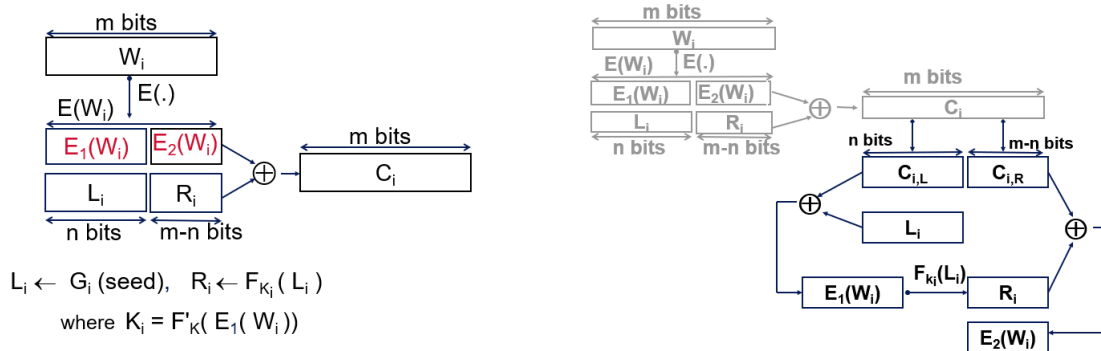 m bits
W_i
E(.)
E(W_i)
E_1(W_i) E_2(W_i)
L_i R_i
n bits m-n bits
⊕
m bits
C_i
L_i ← G_i (seed), R_i ← F_{K_i} ( L_i )
where K_i = F'_K( E_1( W_i ))
m bits
W_i
E(W_i) E(.)
E_1(W_i) E_2(W_i)
L_i R_i
n bits m-n bits
⊕
m bits
C_i
n bits m-n bits
C_{i,L} C_{i,R}
⊕
L_i
⊕
E_1(W_i) F_{k_i}(L_i) R_i
E_2(W_i)